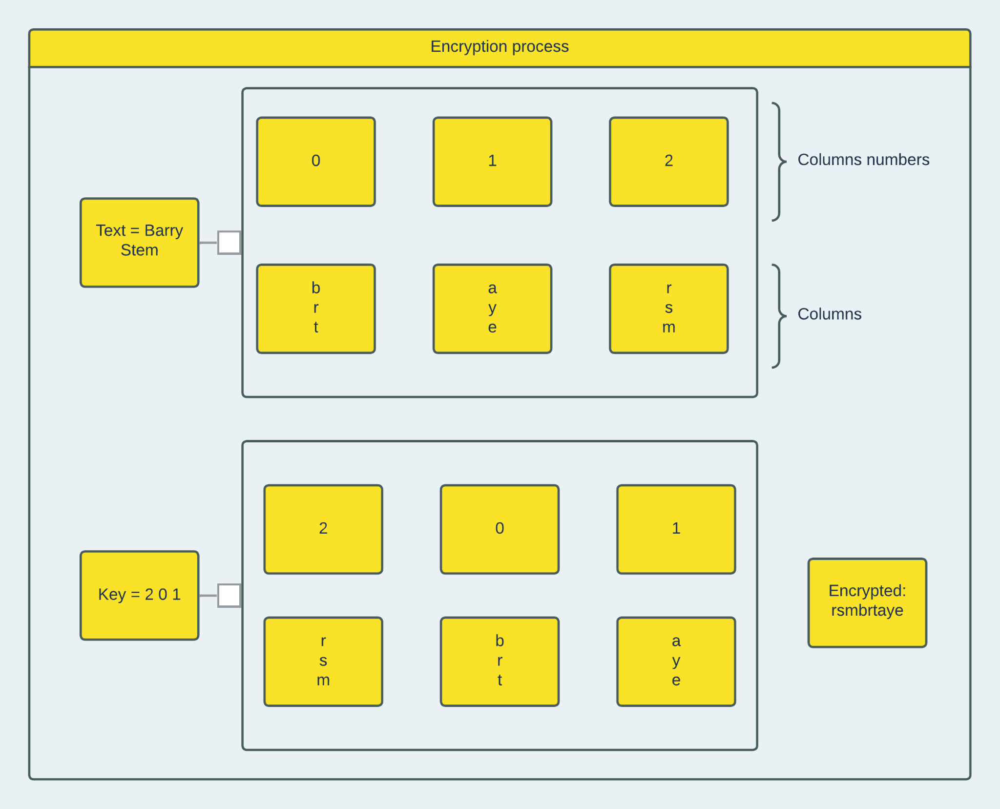 Encryption process
0
1
2
Columns numbers
Text = Barry
Stem
b
r
t
a
y
e
r
s
m
Columns
2
0
1
Key = 2 0 1
Encrypted:
rsmbrtaye
r
s
m
b
r
t
a
y
e